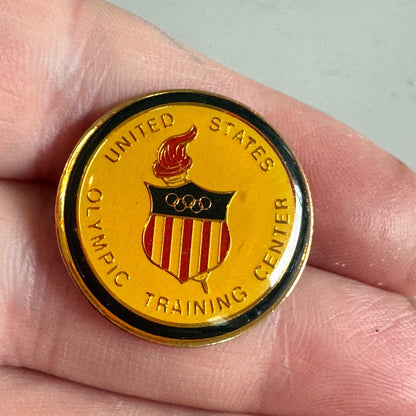 UNITED STATES
OLYMPIC TRAINING CENTER